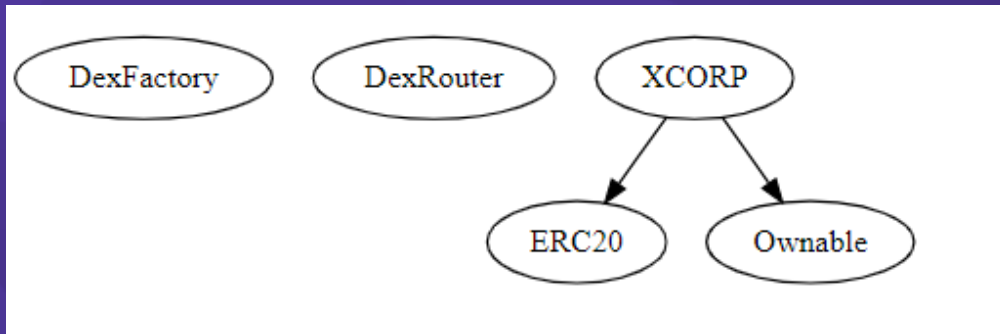 DexFactory
DexRouter
XCORP
ERC20
Ownable